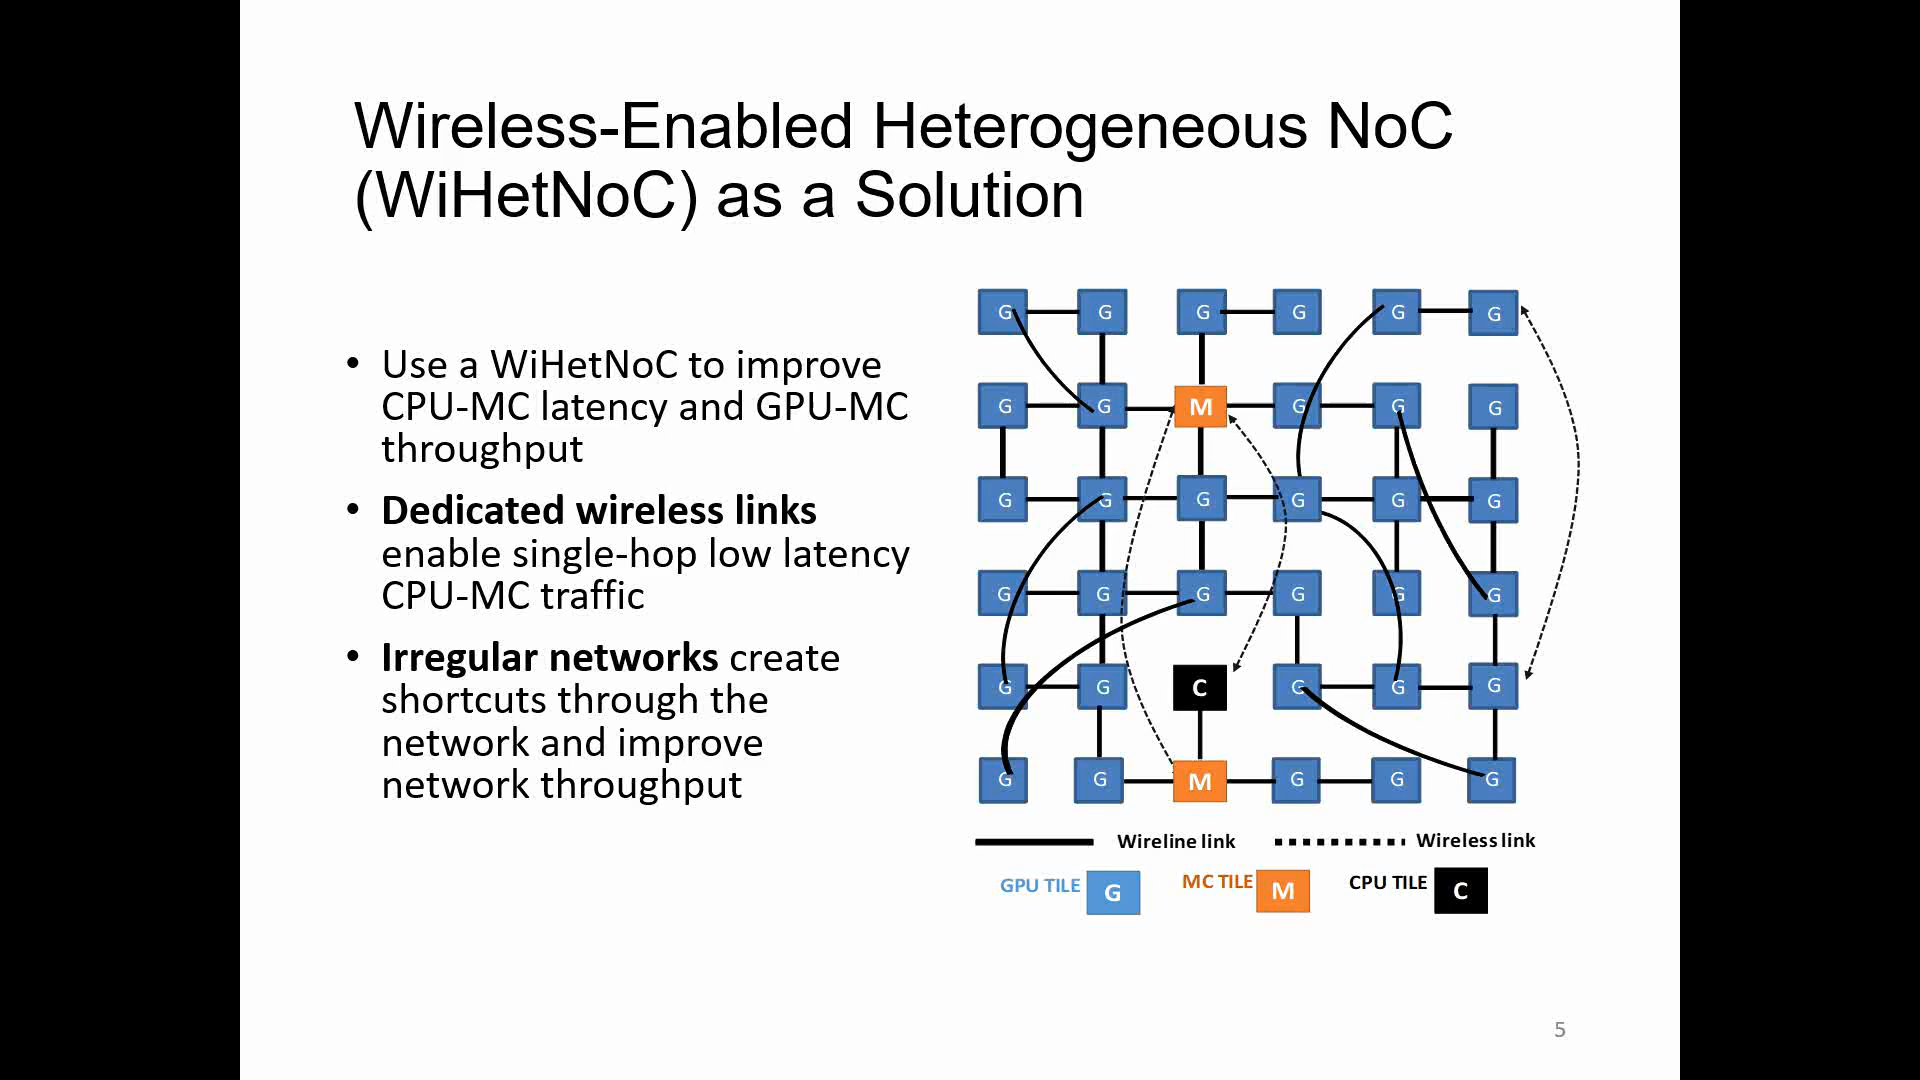 Wireless-Enabled Heterogeneous NoC
(WiHetNoC) as a Solution
• Use a WiHetNoC to improve
CPU-MC latency and GPU-MC
throughput
• Dedicated wireless links
enable single-hop low latency
CPU-MC traffic
• Irregular networks create
shortcuts through the
network and improve
network throughput
G G G G G G
G G M G G G
G G G G G G
G G G G G G
G G C G G G
G G M G G G
Wireline link Wireless link
GPU TILE G MC TILE M CPU TILE C
5